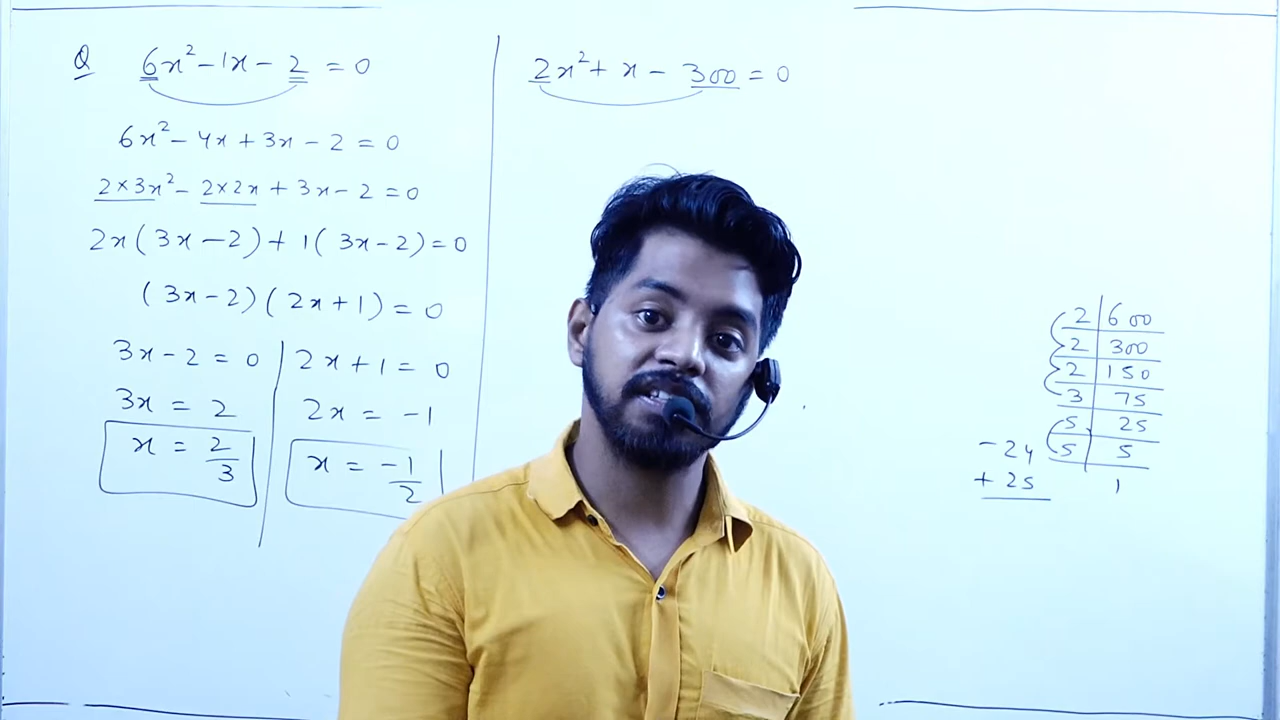 Q 6x² - 1x - 2 = 0
6x² - 4x + 3x - 2 = 0
2×3x² - 2×2x + 3x - 2 = 0
2x(3x - 2) + 1(3x - 2) = 0
(3x - 2)(2x + 1) = 0
3x - 2 = 0
3x = 2
x = 2/3
2x + 1 = 0
2x = -1
x = -1/2
2x² + x - 300 = 0
2 | 600
2 | 300
2 | 150
3 | 75
5 | 25
5 | 5
1
-24
+25